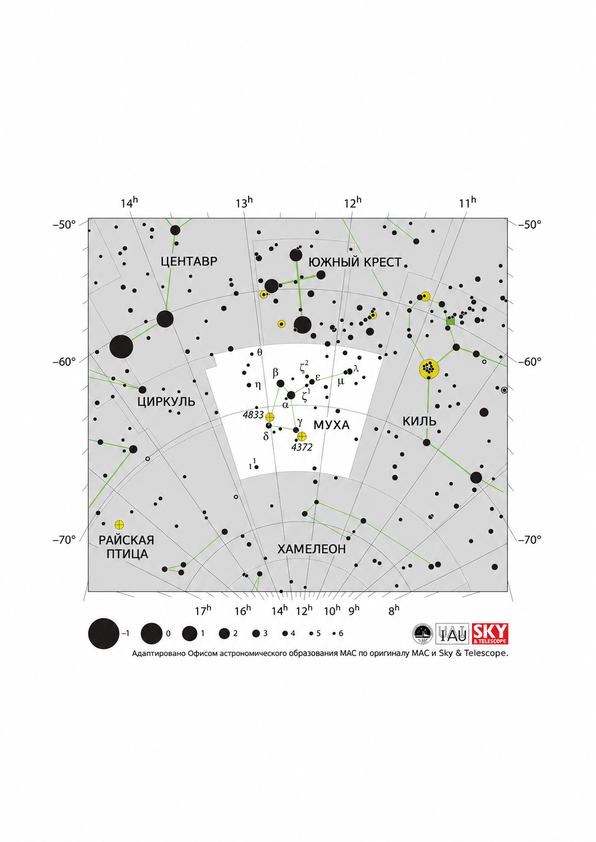 14h 13h 12h 11h
–50° –50°
ЦЕНТАВР
ЮЖНЫЙ КРЕСТ
–60° –60°
θ
ζ2
β ε λ
η μ
ζ1
α
ЦИРКУЛЬ
4833 МУХА КИЛЬ
γ
δ
4372
ι1
–70° –70°
РАЙСКАЯ
ПТИЦА
ХАМЕЛЕОН
17h 16h 14h 12h 10h 9h 8h
–1 0 1 2 3 4 5 6
IAU
SKY
& TELESCOPE
Адаптировано Офисом астрономического образования МАС по оригиналу МАС и Sky & Telescope.